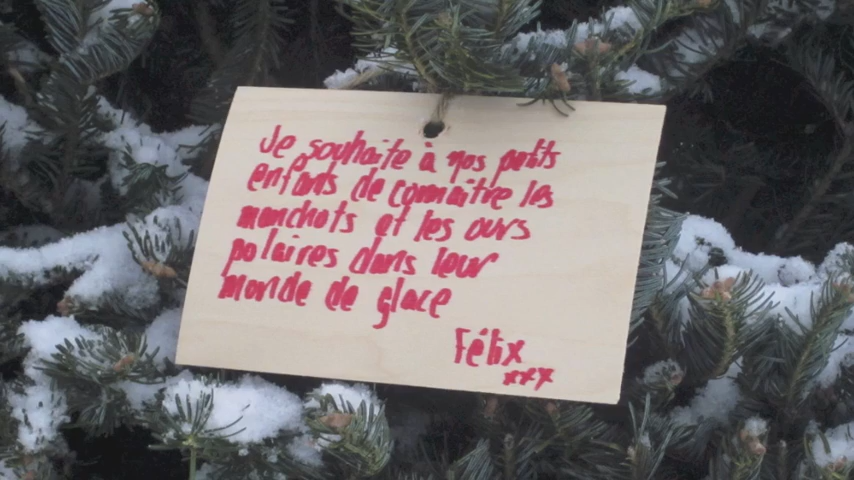 Je souhaite à nos petits
enfants de connaître les
manchots et les ours
polaires dans leur
monde de glace
Félix
xxx